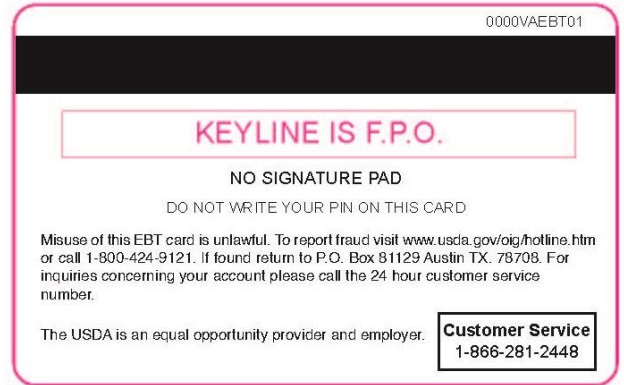 0000VAEBT01
KEYLINE IS F.P.O.
NO SIGNATURE PAD
DO NOT WRITE YOUR PIN ON THIS CARD
Misuse of this EBT card is unlawful. To report fraud visit www.usda.gov/oig/hotline.htm
or call 1-800-424-9121. If found return to P.O. Box 81129 Austin TX. 78708. For
inquiries concerning your account please call the 24 hour customer service
number.
The USDA is an equal opportunity provider and employer.
Customer Service
1-866-281-2448